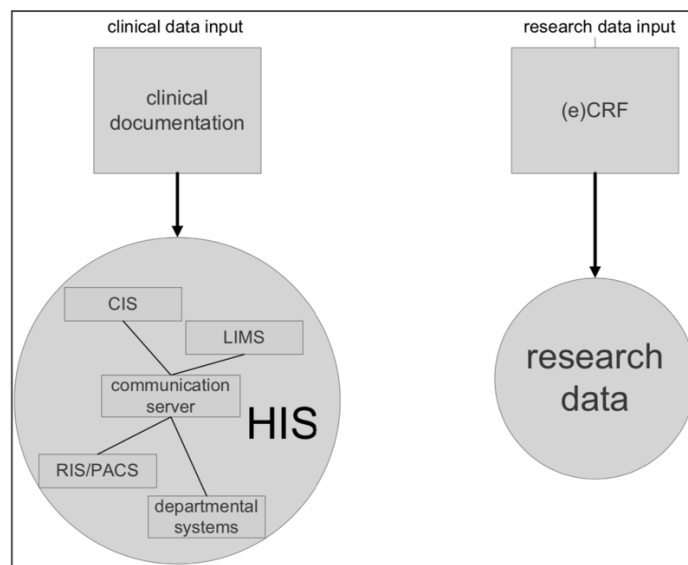 clinical data input
clinical
documentation
CIS
LIMS
communication
server
HIS
RIS/PACS
departmental
systems
research data input
(e)CRF
research
data